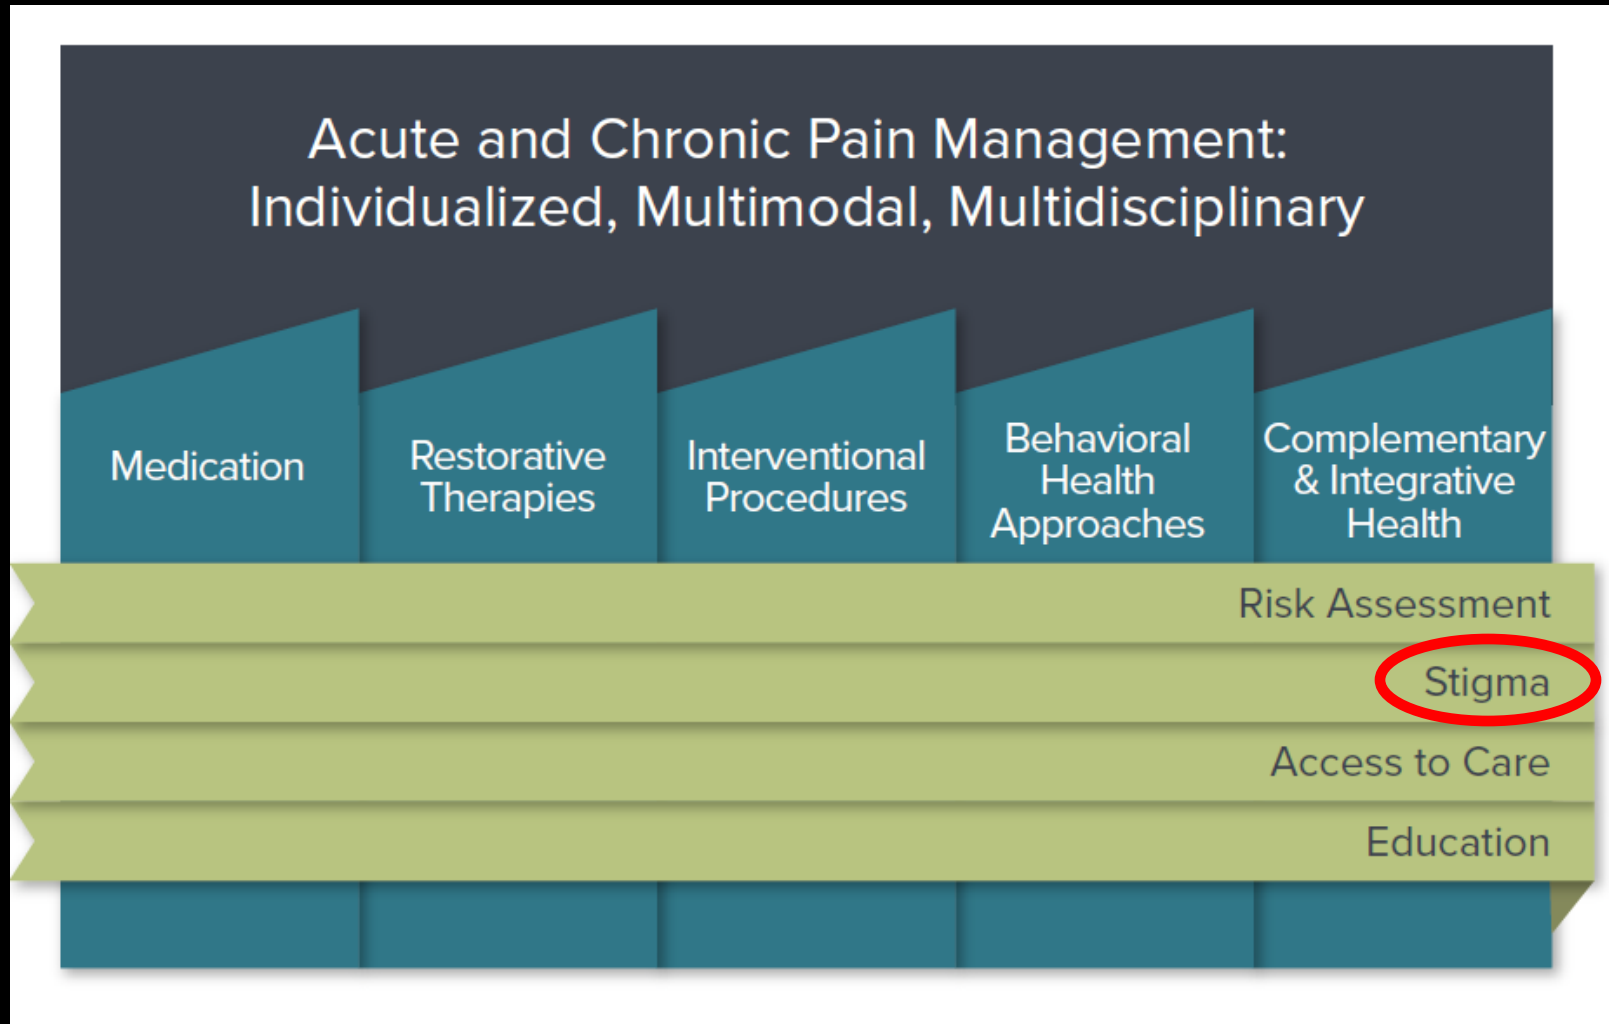 Acute and Chronic Pain Management:
Individualized, Multimodal, Multidisciplinary
Medication
Restorative
Therapies
Interventional
Procedures
Behavioral
Health
Approaches
Complementary
& Integrative
Health
Risk Assessment
Stigma
Access to Care
Education